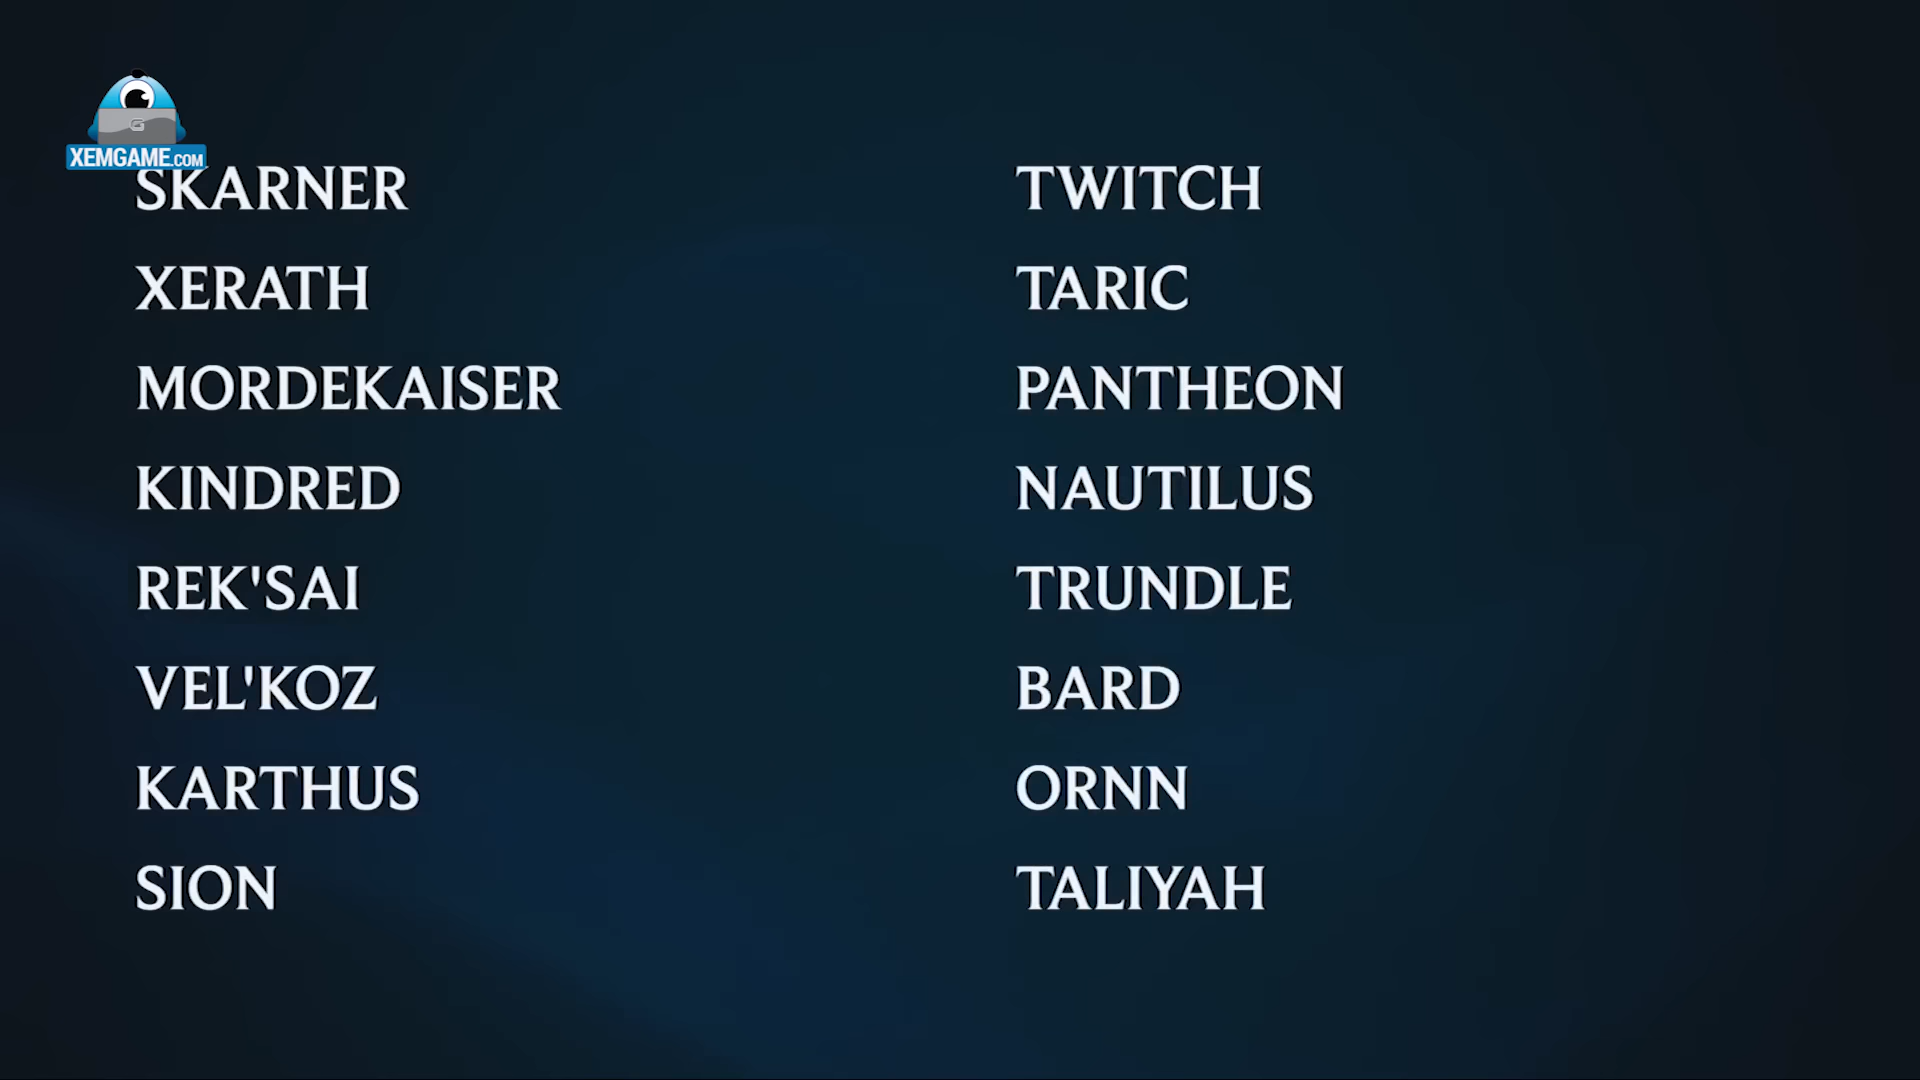 G
XEMGAME.COM
SKARNER
XERATH
MORDEKAISER
KINDRED
REK'SAI
VEL'KOZ
KARTHUS
SION
TWITCH
TARIC
PANTHEON
NAUTILUS
TRUNDLE
BARD
ORNN
TALIYAH